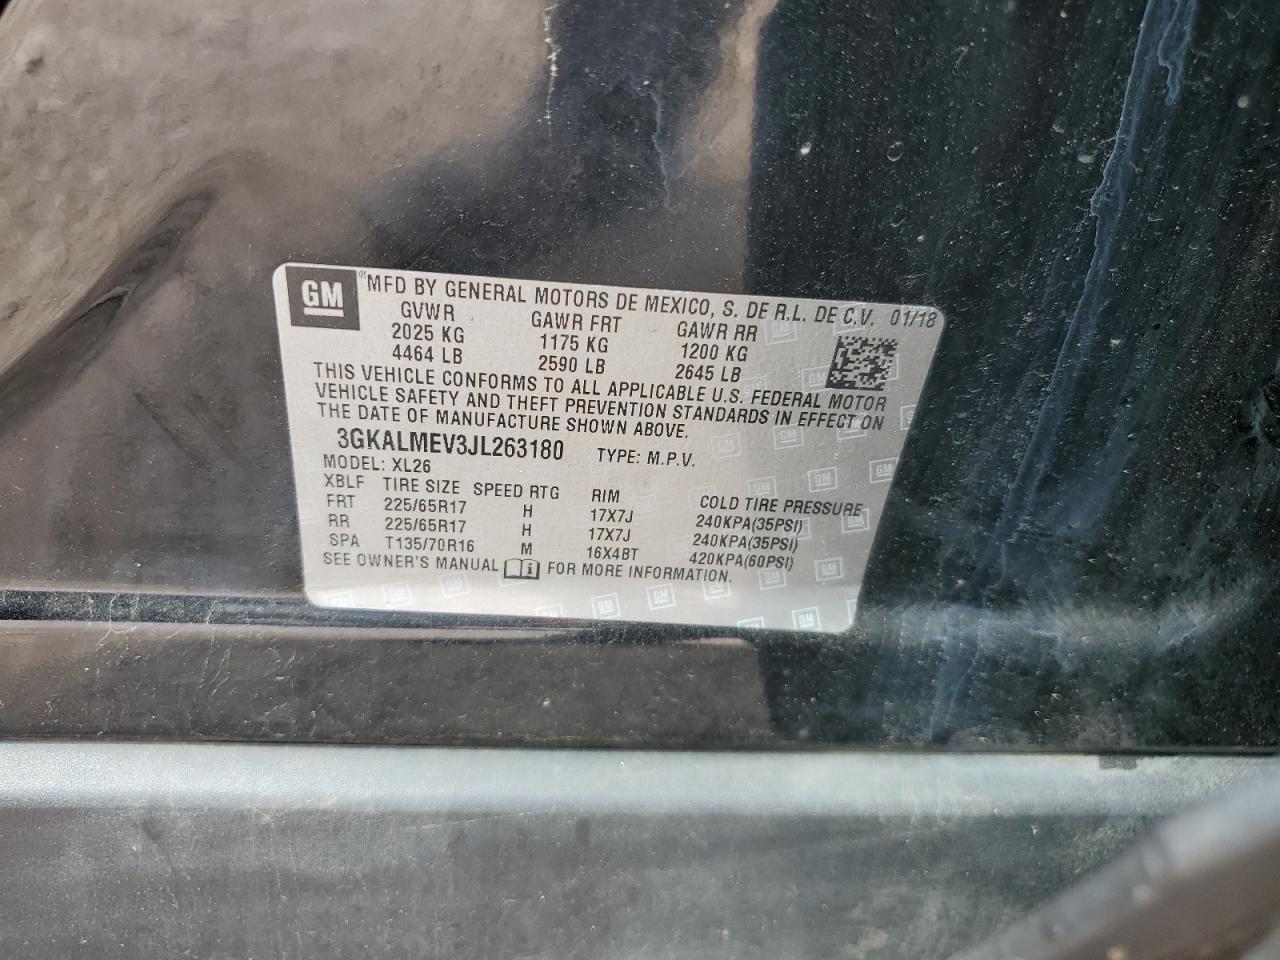 GM ® MFD BY GENERAL MOTORS DE MEXICO, S. DE R.L. DE C.V. 01/18
GVWR GAWR FRT GAWR RR
2025 KG 1175 KG 1200 KG
4464 LB 2590 LB 2645 LB
THIS VEHICLE CONFORMS TO ALL APPLICABLE U.S. FEDERAL MOTOR
VEHICLE SAFETY AND THEFT PREVENTION STANDARDS IN EFFECT ON
THE DATE OF MANUFACTURE SHOWN ABOVE.
3GKALMEV3JL263180 TYPE: M.P.V.
MODEL: XL26
XBLF TIRE SIZE SPEED RTG RIM COLD TIRE PRESSURE
FRT 225/65R17 H 17X7J 240KPA(35PSI)
RR 225/65R17 H 17X7J 240KPA(35PSI)
SPA T135/70R16 M 16X4BT 420KPA(60PSI)
SEE OWNER'S MANUAL i FOR MORE INFORMATION.